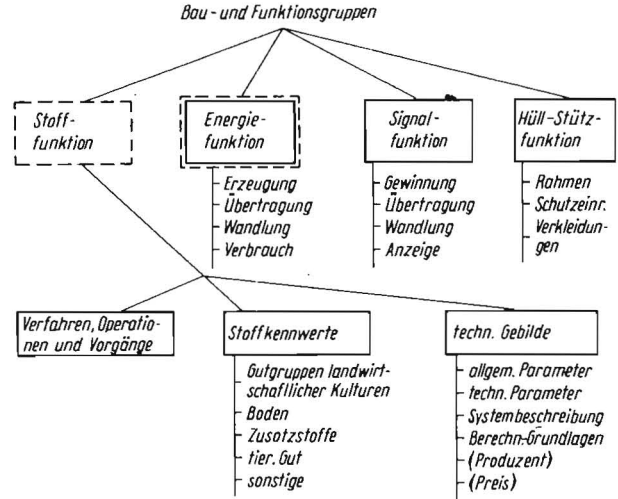 Bau- und Funktionsgruppen
Stoff-
funktion
Energie-
funktion
Erzeugung
Übertragung
Wandlung
Verbrauch
Signal-
funktion
Gewinnung
Übertragung
Wandlung
Anzeige
Hüll-Stütz-
funktion
Rahmen
Schutzeinr.
Verkleidun-
gen
Verfahren, Operatio-
nen und Vorgänge
Stoffkennwerte
Gutgruppen landwirt-
schaftlicher Kulturen
Boden
Zusatzstoffe
tier. Gut
sonstige
techn. Gebilde
allgem. Parameter
techn. Parameter
Systembeschreibung
Berechn.-Grundlagen
(Produzent)
(Preis)